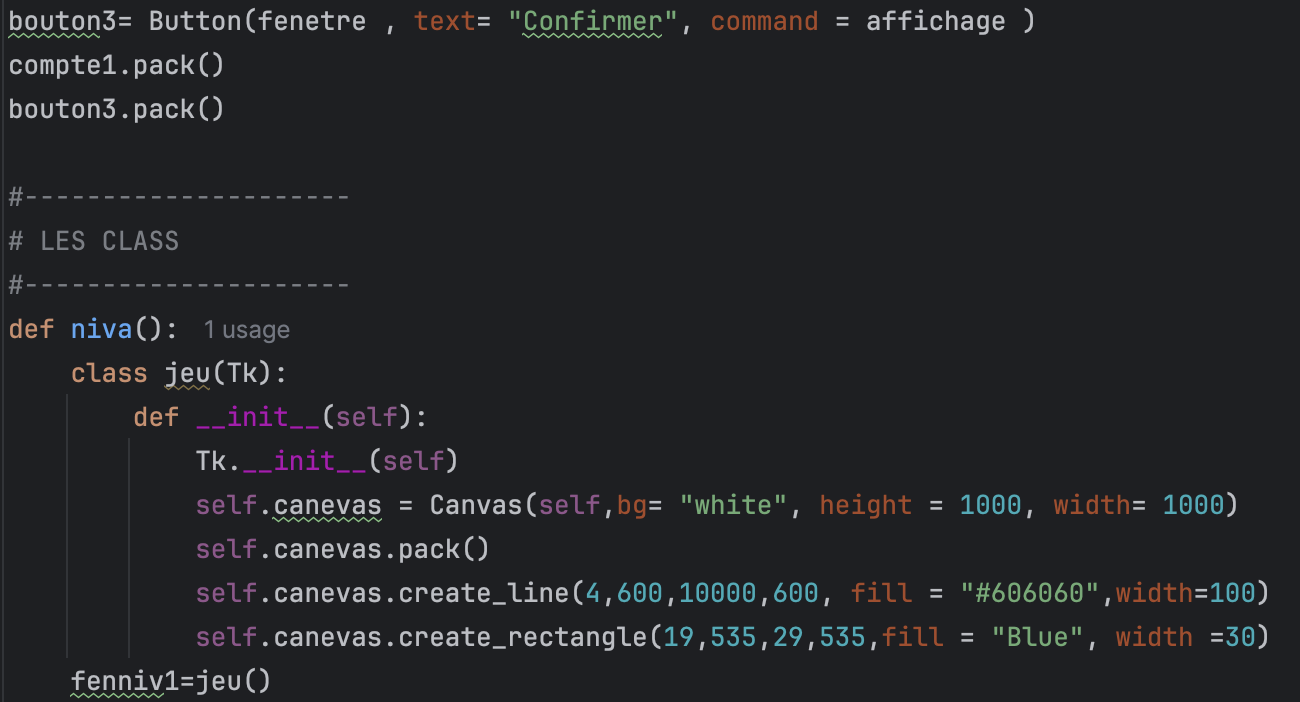 bouton3= Button(fenetre , text= "Confirmer", command = affichage )
compte1.pack()
bouton3.pack()
#---------------------
# LES CLASS
#---------------------
def niva(): 1 usage
class jeu(Tk):
def __init__(self):
Tk.__init__(self)
self.canevas = Canvas(self,bg= "white", height = 1000, width= 1000)
self.canevas.pack()
self.canevas.create_line(4,600,10000,600, fill = "#606060",width=100)
self.canevas.create_rectangle(19,535,29,535,fill = "Blue", width =30)
fenniv1=jeu()